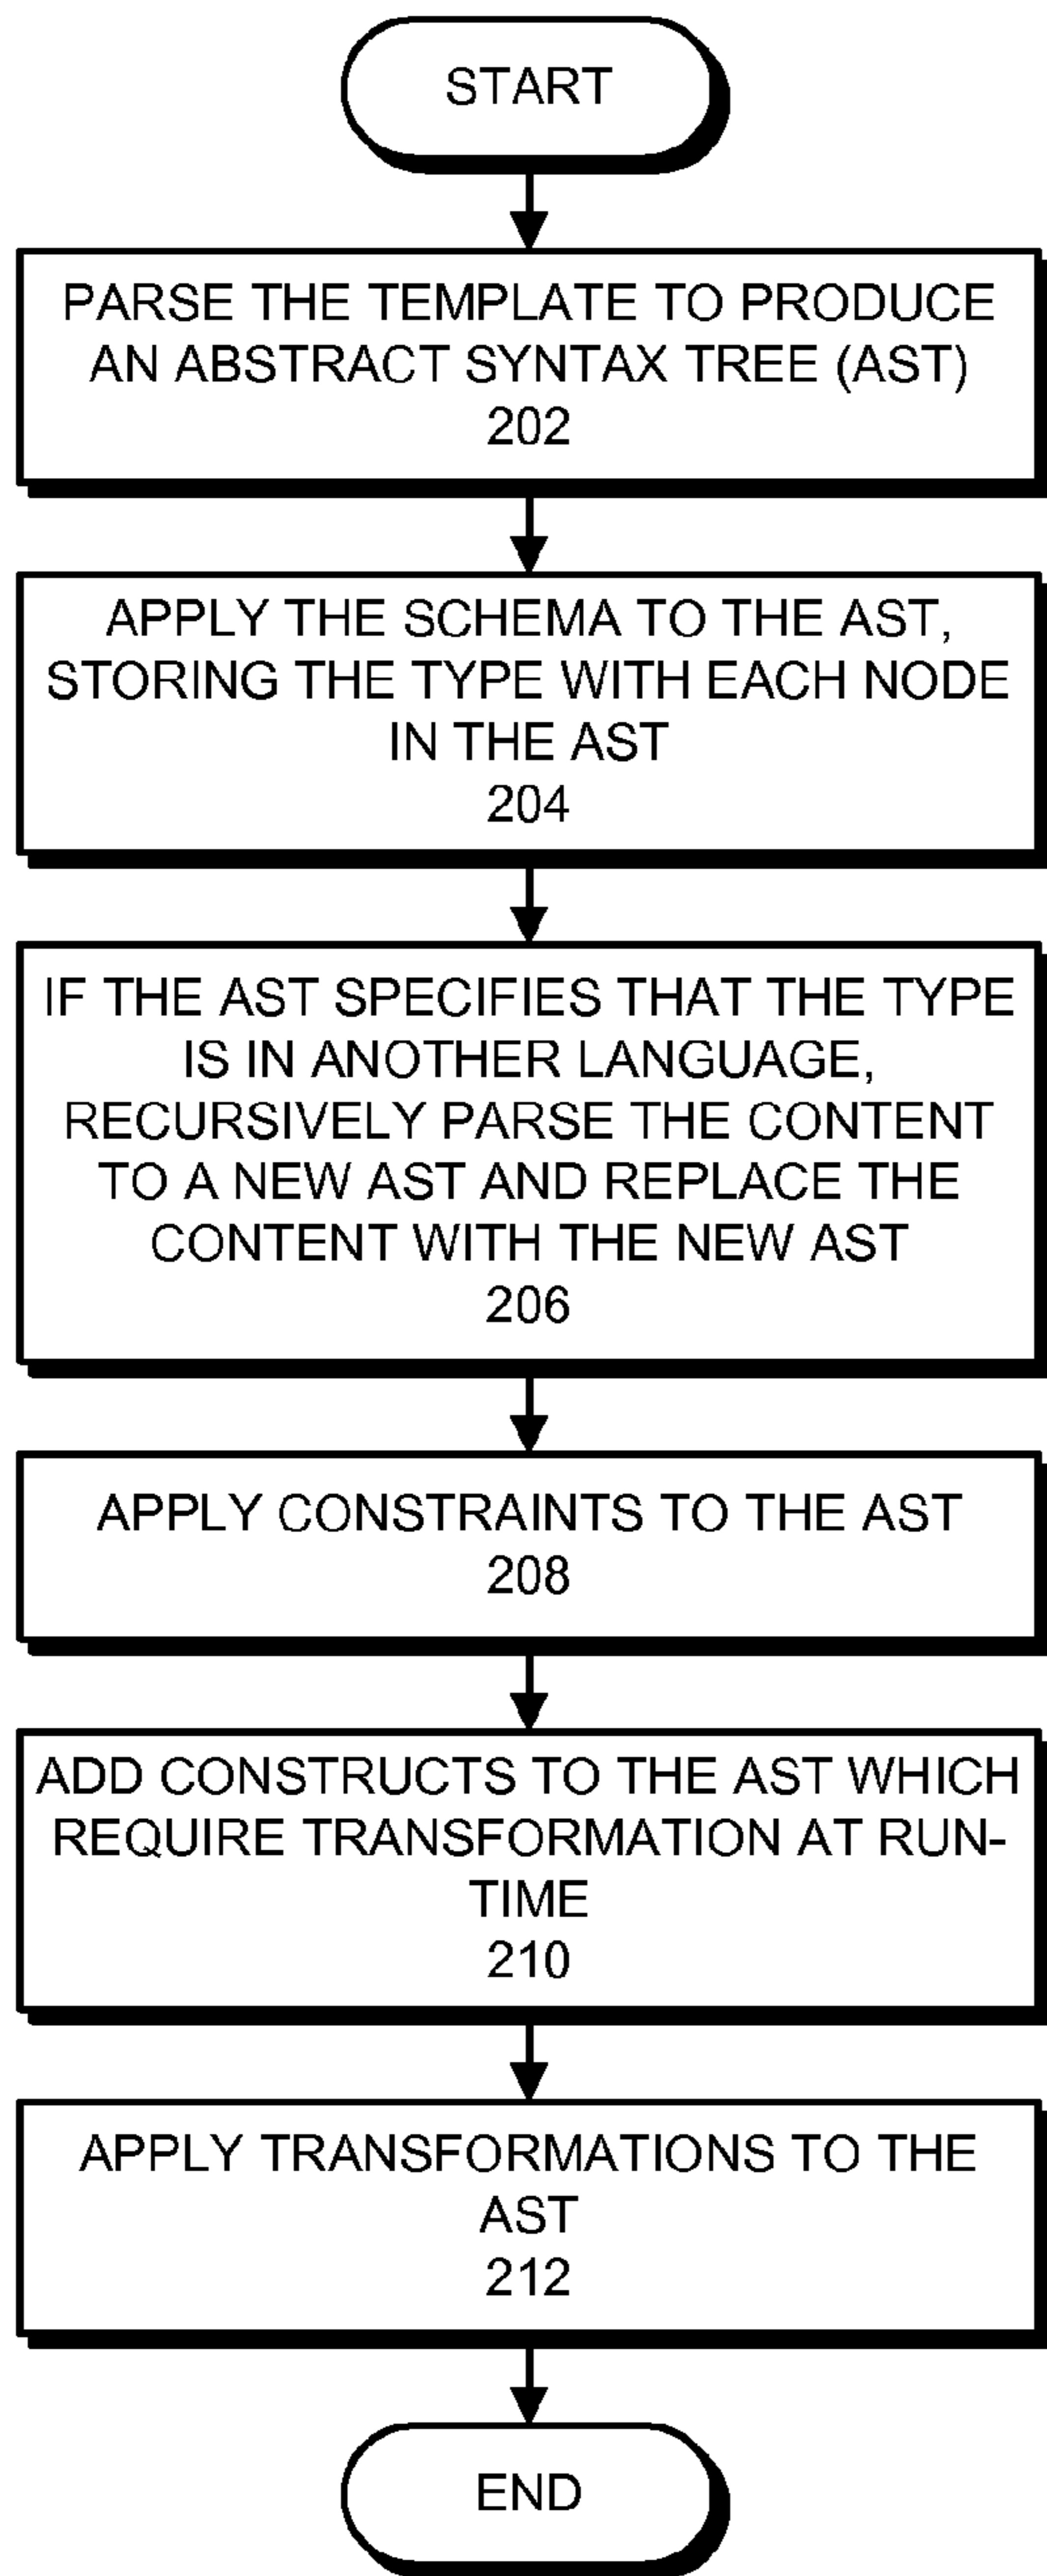 START
PARSE THE TEMPLATE TO PRODUCE
AN ABSTRACT SYNTAX TREE (AST)
202
APPLY THE SCHEMA TO THE AST,
STORING THE TYPE WITH EACH NODE
IN THE AST
204
IF THE AST SPECIFIES THAT THE TYPE
IS IN ANOTHER LANGUAGE,
RECURSIVELY PARSE THE CONTENT
TO A NEW AST AND REPLACE THE
CONTENT WITH THE NEW AST
206
APPLY CONSTRAINTS TO THE AST
208
ADD CONSTRUCTS TO THE AST WHICH
REQUIRE TRANSFORMATION AT RUN-
TIME
210
APPLY TRANSFORMATIONS TO THE
AST
212
END